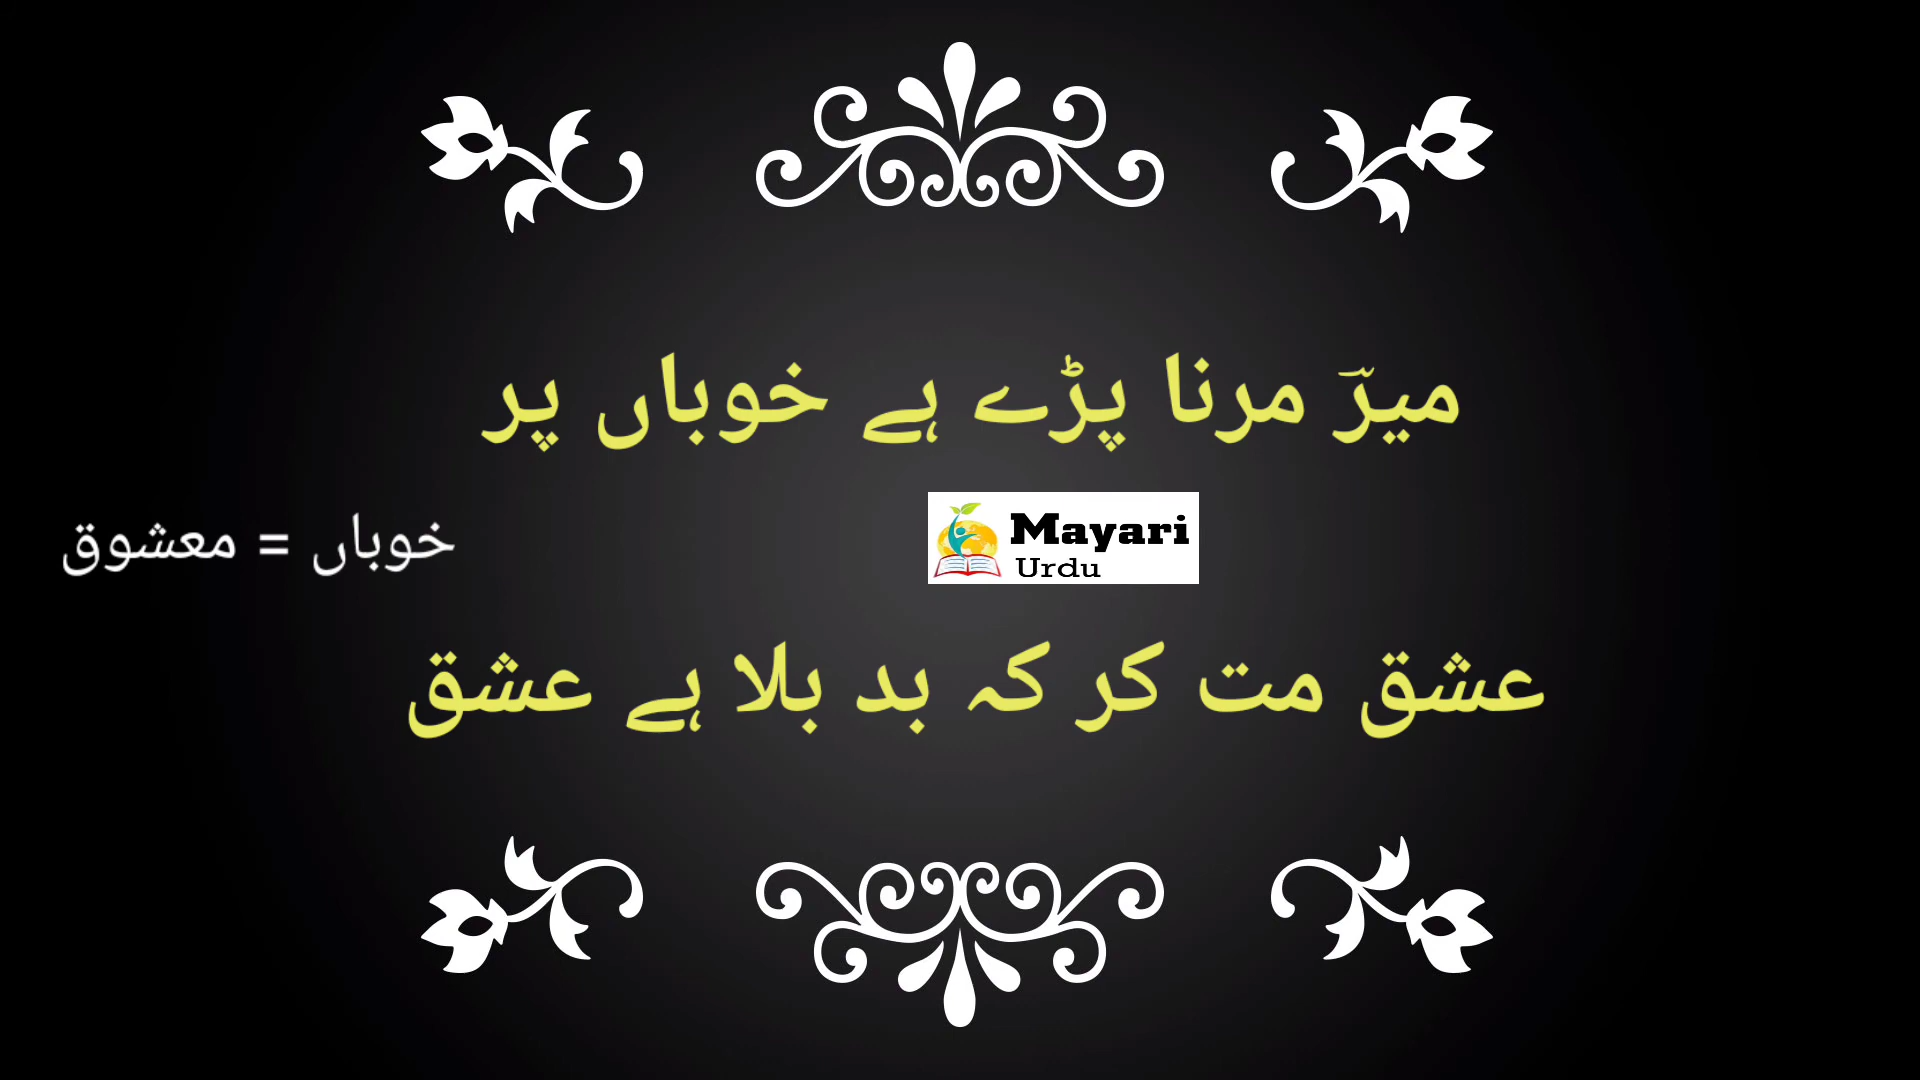 میرؔ مرنا پڑے ہے خوباں پر
خوباں = معشوق
Mayari
Urdu
عشق مت کر کہ بد بلا ہے عشق